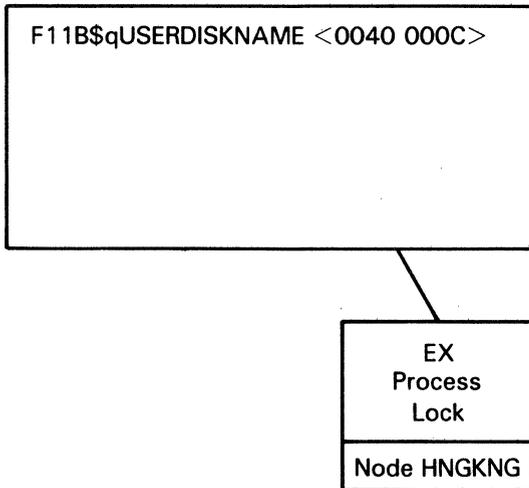 F11B$qUSERDISKNAME <0040 000C>
EX
Process
Lock
Node HNGKNG